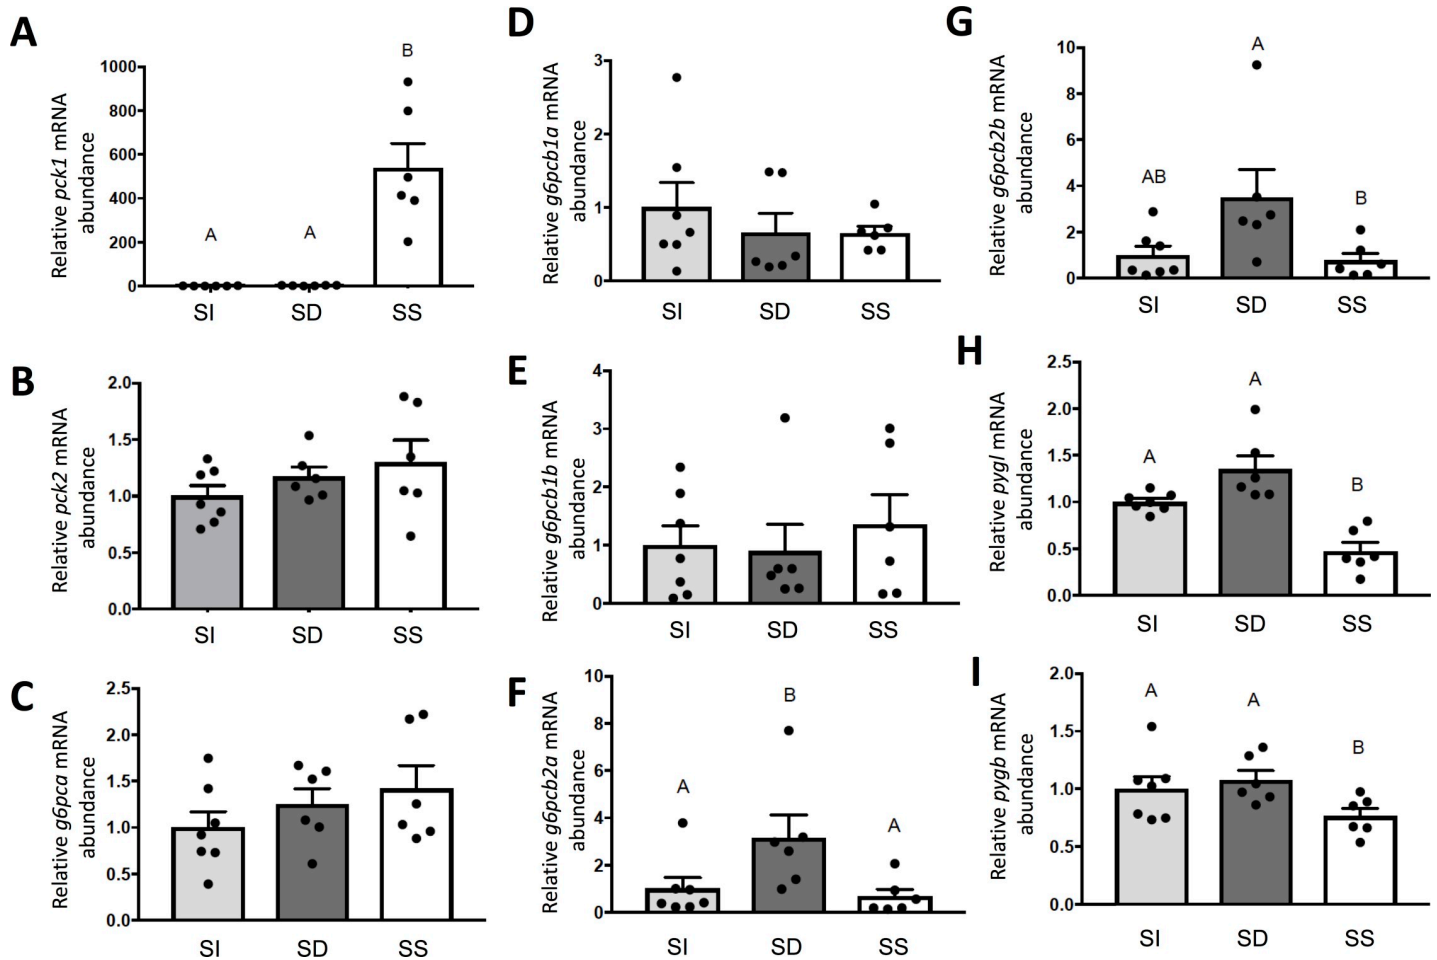 A
Relative pck1 mRNA
abundance
1000
800
600
400
200
0
A
A
B
SI
SD
SS
B
Relative pck2 mRNA
abundance
2.0
1.5
1.0
0.5
0.0
SI
SD
SS
C
Relative g6pca mRNA
abundance
2.5
2.0
1.5
1.0
0.5
0.0
SI
SD
SS
D
Relative g6pcb1a mRNA
abundance
3
2
1
0
SI
SD
SS
E
Relative g6pcb1b mRNA
abundance
4
3
2
1
0
SI
SD
SS
F
Relative g6pcb2a mRNA
abundance
10
8
6
4
2
0
A
B
A
SI
SD
SS
G
Relative g6pcb2b mRNA
abundance
10
8
6
4
2
0
AB
A
B
SI
SD
SS
H
Relative pygl mRNA
abundance
2.5
2.0
1.5
1.0
0.5
0.0
A
A
B
SI
SD
SS
I
Relative pygb mRNA
abundance
2.0
1.5
1.0
0.5
0.0
A
A
B
SI
SD
SS